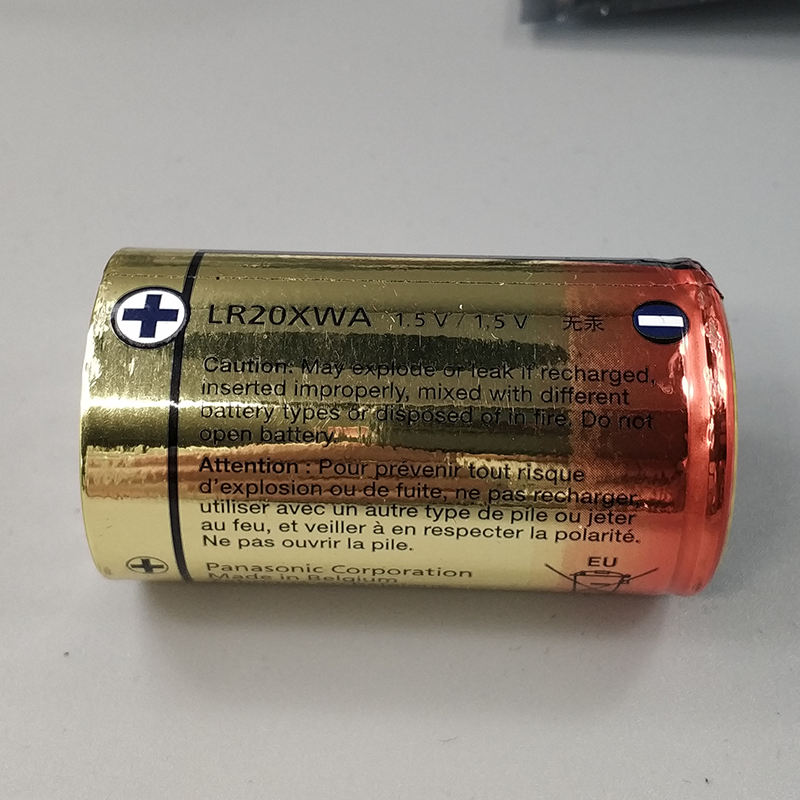 LR20XWA 1.5 V / 1,5 V 无汞
Caution: May explode or leak if recharged,
inserted improperly, mixed with different
battery types or disposed of in fire. Do not
open battery.
Attention : Pour prévenir tout risque
d'explosion ou de fuite, ne pas recharger,
utiliser avec un autre type de pile ou jeter
au feu, et veiller à en respecter la polarité.
Ne pas ouvrir la pile.
EU
Panasonic Corporation
Made in Belgium